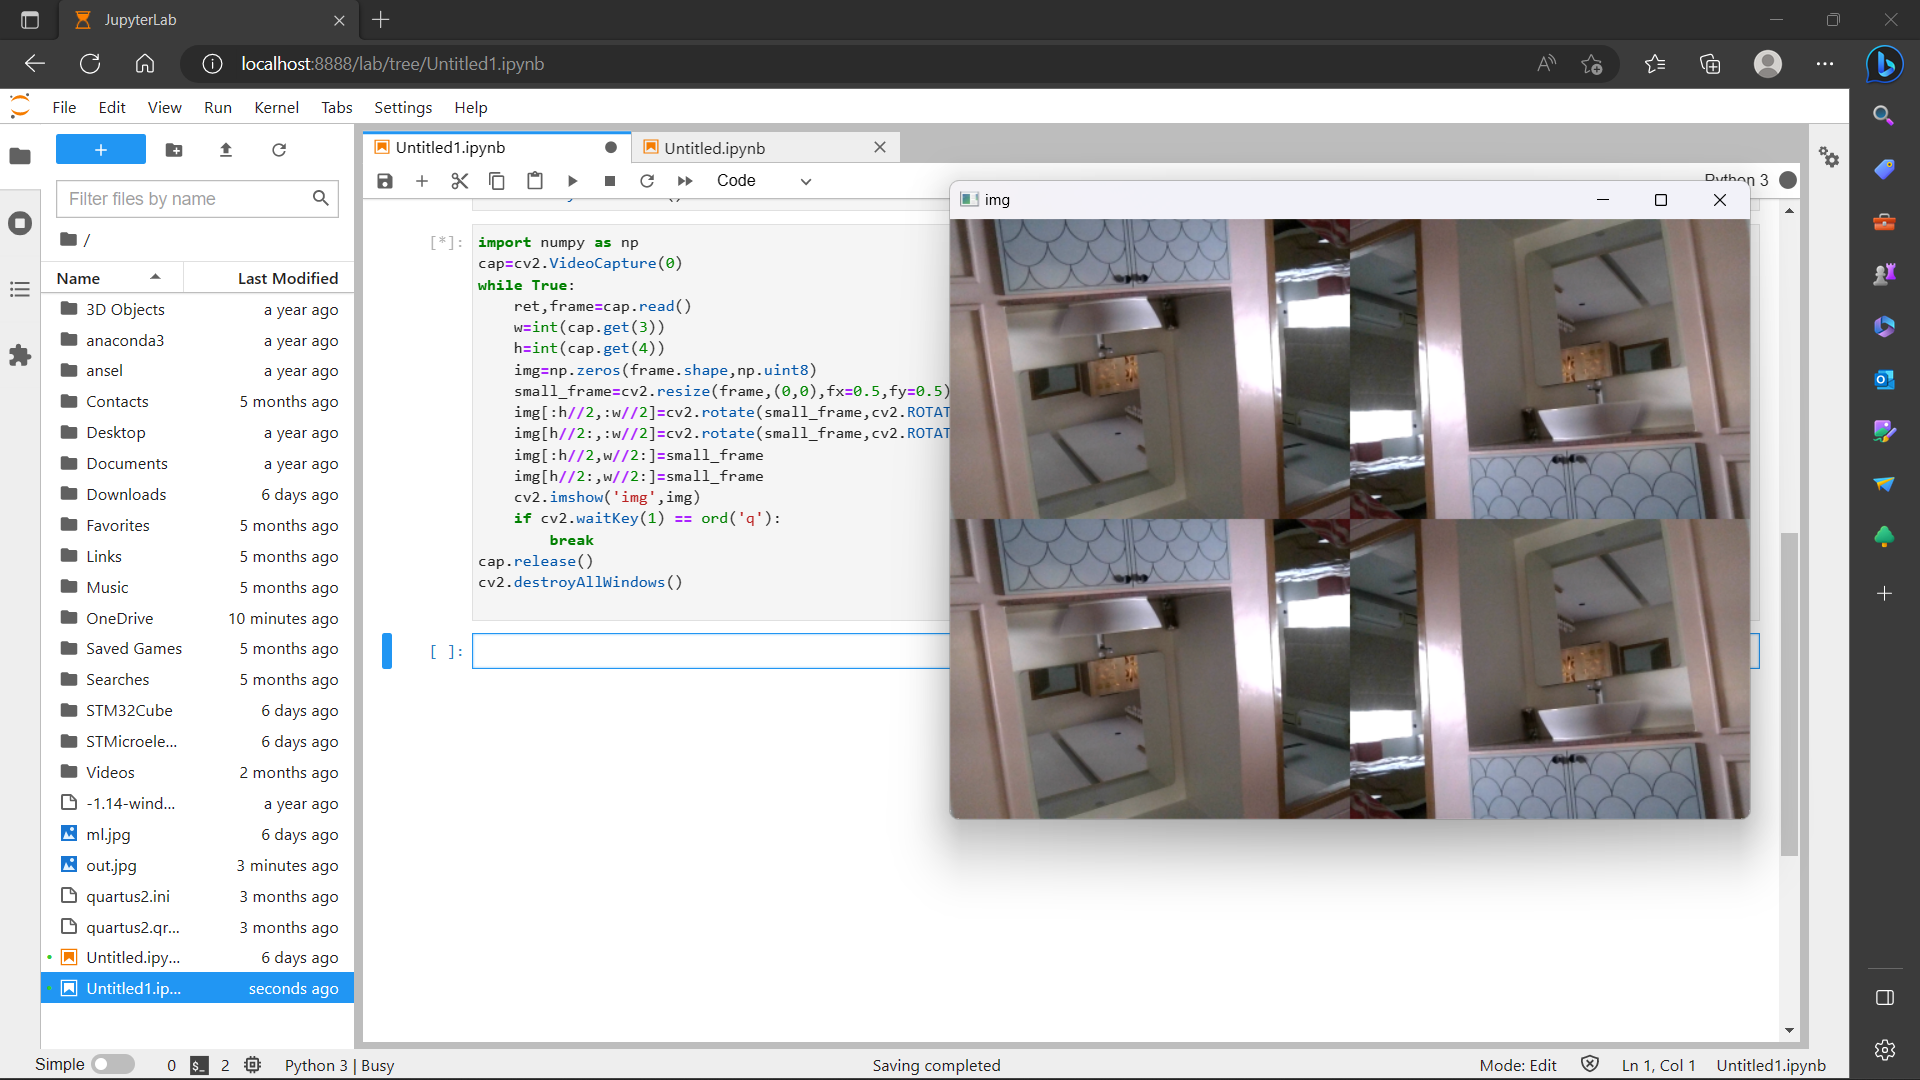 JupyterLab
localhost:8888/lab/tree/Untitled1.ipynb
File Edit View Run Kernel Tabs Settings Help
Untitled1.ipynb
Untitled.ipynb
Code
Python 3
Filter files by name
/
Name Last Modified
3D Objects a year ago
anaconda3 a year ago
ansel a year ago
Contacts 5 months ago
Desktop a year ago
Documents a year ago
Downloads 6 days ago
Favorites 5 months ago
Links 5 months ago
Music 5 months ago
OneDrive 10 minutes ago
Saved Games 5 months ago
Searches 5 months ago
STM32Cube 6 days ago
STMicroele... 6 days ago
Videos 2 months ago
-1.14-wind... a year ago
ml.jpg 6 days ago
out.jpg 3 minutes ago
quartus2.ini 3 months ago
quartus2.qr... 3 months ago
Untitled.ipy... 6 days ago
Untitled1.ip... seconds ago
[*]:
import numpy as np
cap=cv2.VideoCapture(0)
while True:
    ret,frame=cap.read()
    w=int(cap.get(3))
    h=int(cap.get(4))
    img=np.zeros(frame.shape,np.uint8)
    small_frame=cv2.resize(frame,(0,0),fx=0.5,fy=0.5)
    img[:h//2,:w//2]=cv2.rotate(small_frame,cv2.ROTAT
    img[h//2:,:w//2]=cv2.rotate(small_frame,cv2.ROTAT
    img[:h//2,w//2:]=small_frame
    img[h//2:,w//2:]=small_frame
    cv2.imshow('img',img)
    if cv2.waitKey(1) == ord('q'):
        break
cap.release()
cv2.destroyAllWindows()
[ ]:
img
Simple 0 $_ 2 Python 3 | Busy
Saving completed
Mode: Edit Ln 1, Col 1 Untitled1.ipynb